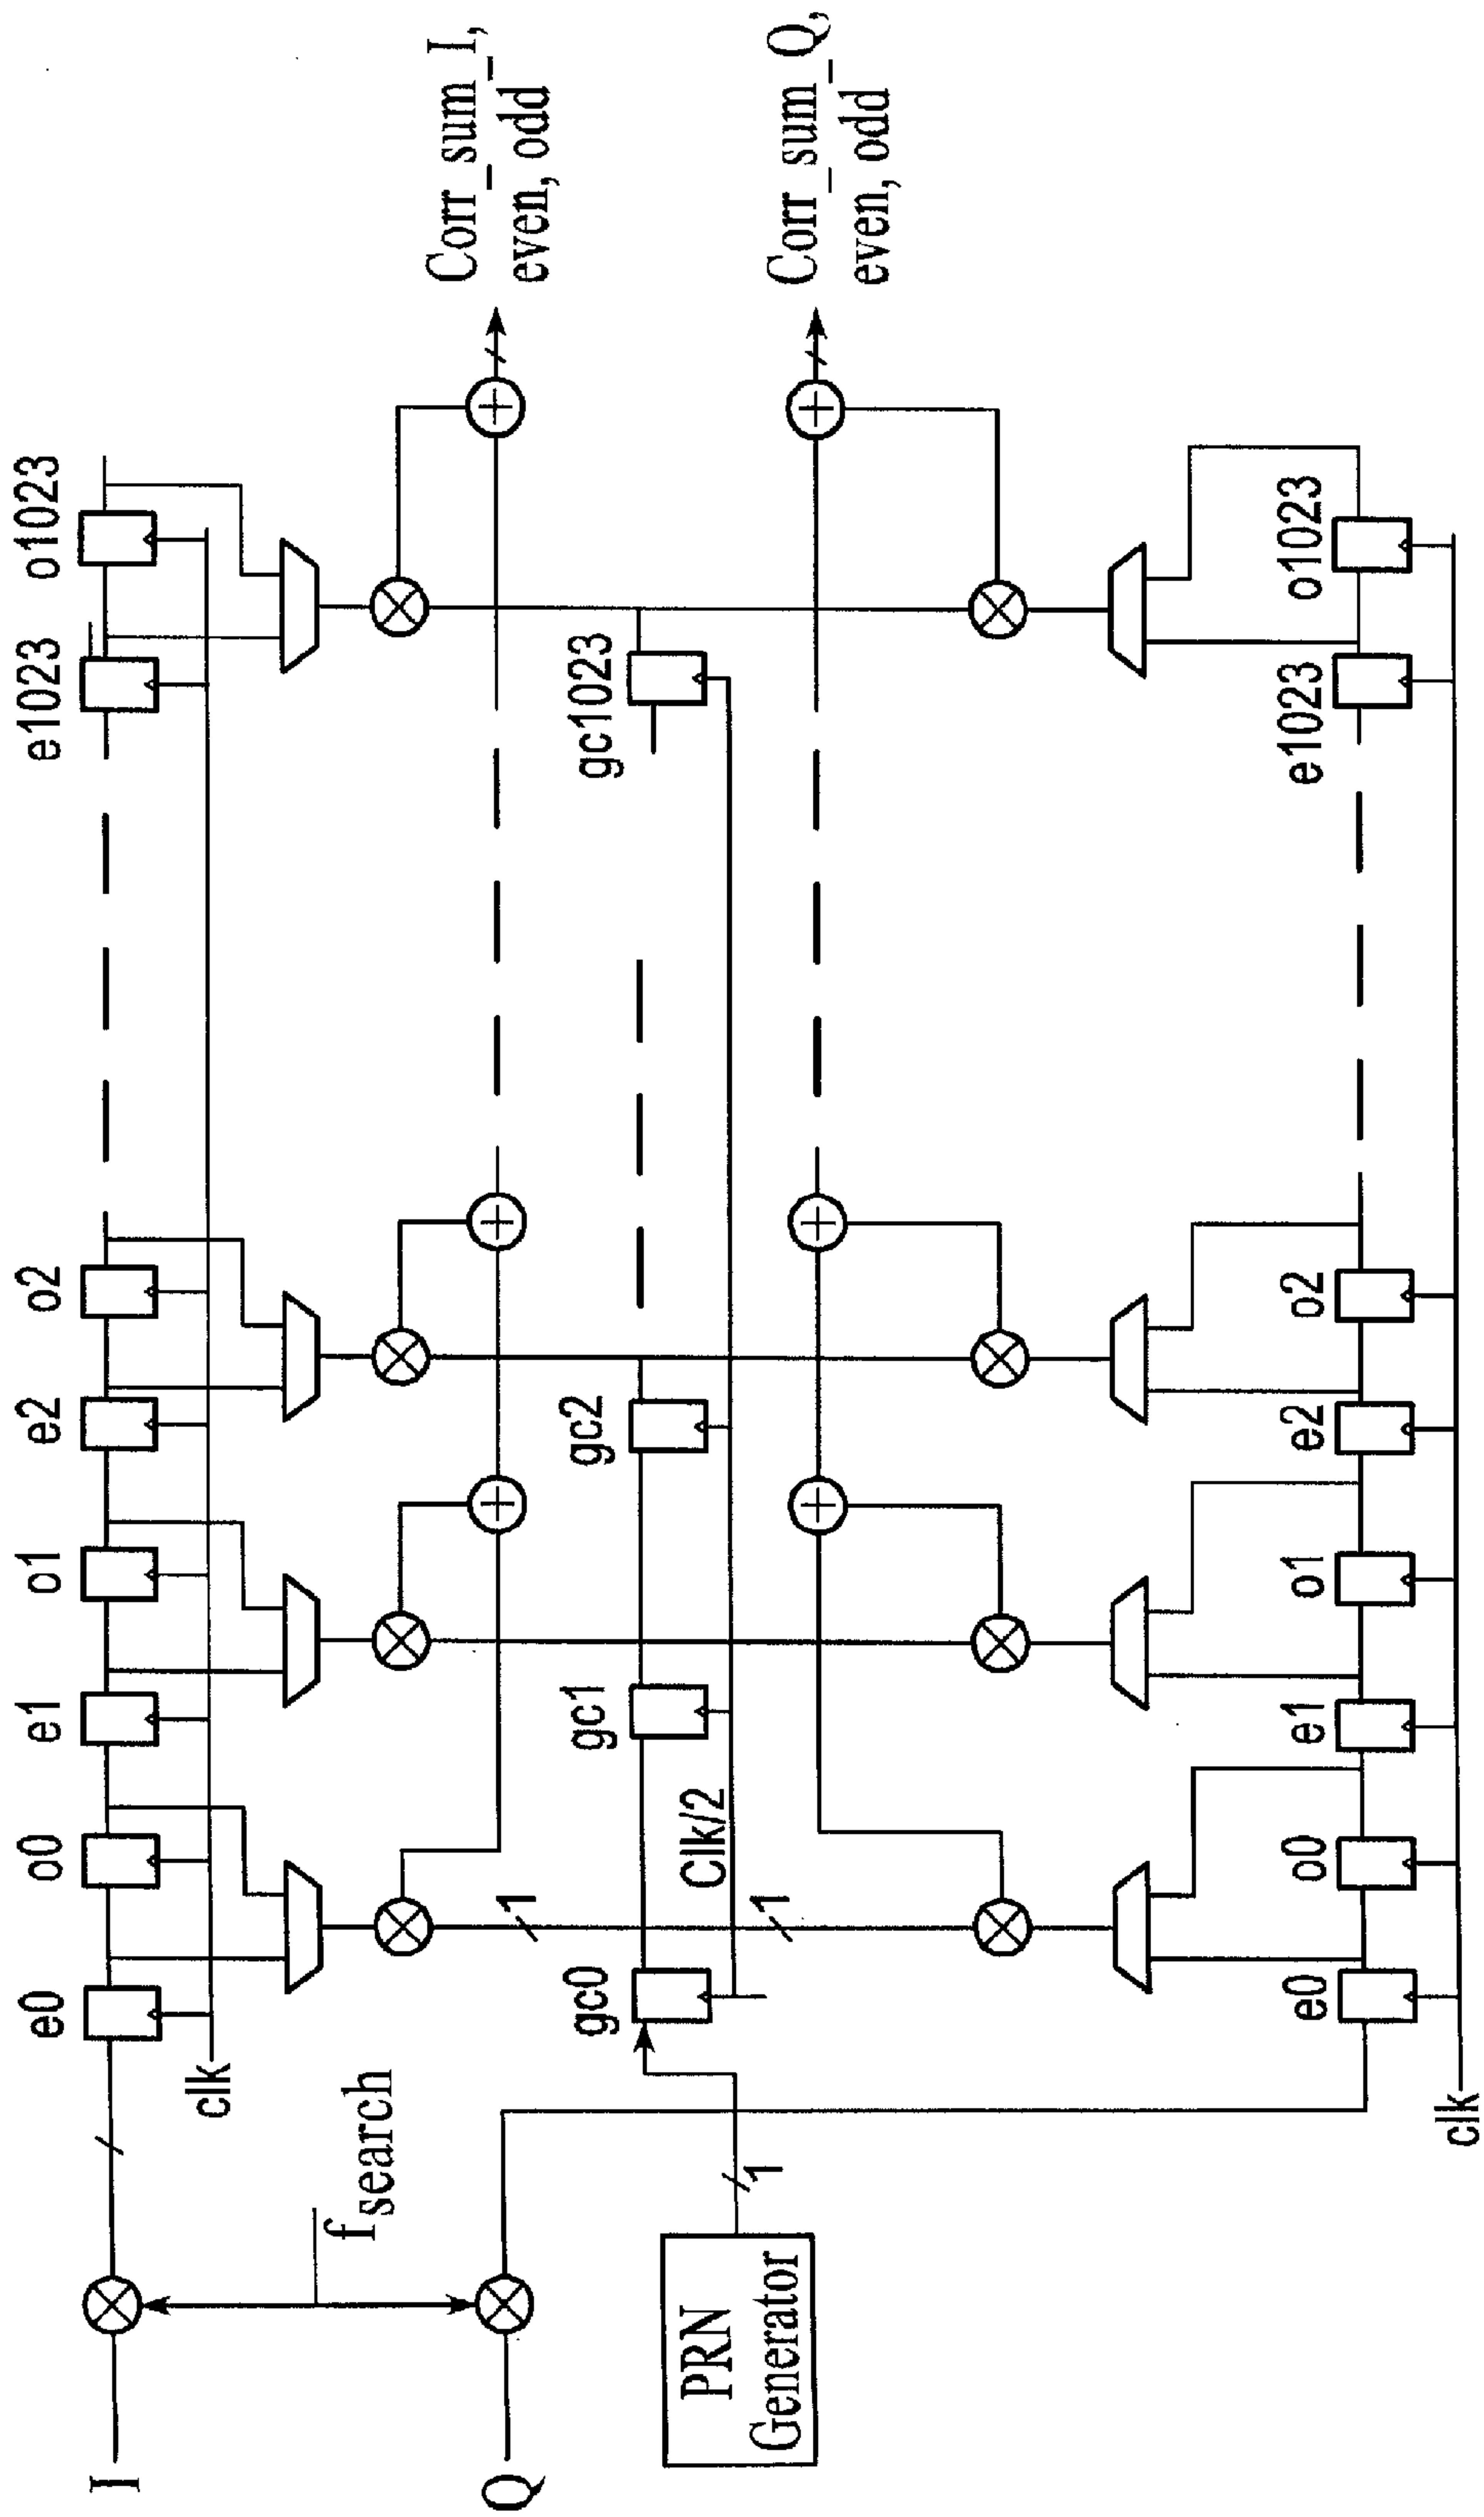 e0
o0
e1
o1
e2
o2
e1023
o1023
I
clk
Corr_sum_I,
even, odd
f search
Q
1
gc0
gc1
gc2
gc1023
Clk/2
PRN
Generator
1
1
Corr_sum_Q,
even, odd
e0
o0
e1
o1
e2
o2
e1023
o1023
clk